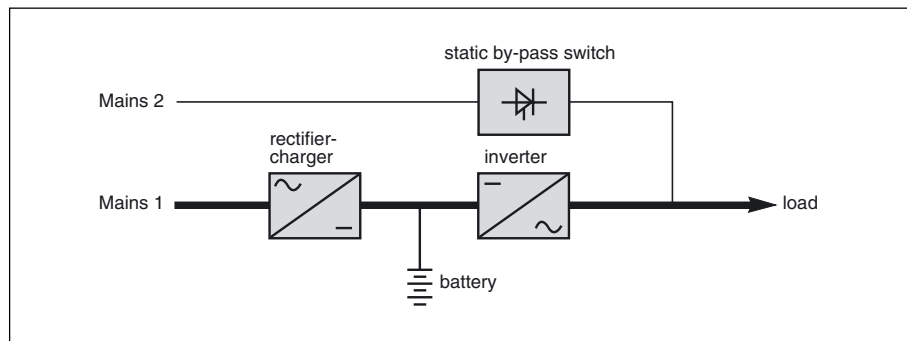 static by-pass switch
Mains 2
rectifier-
charger
inverter
Mains 1
load
battery